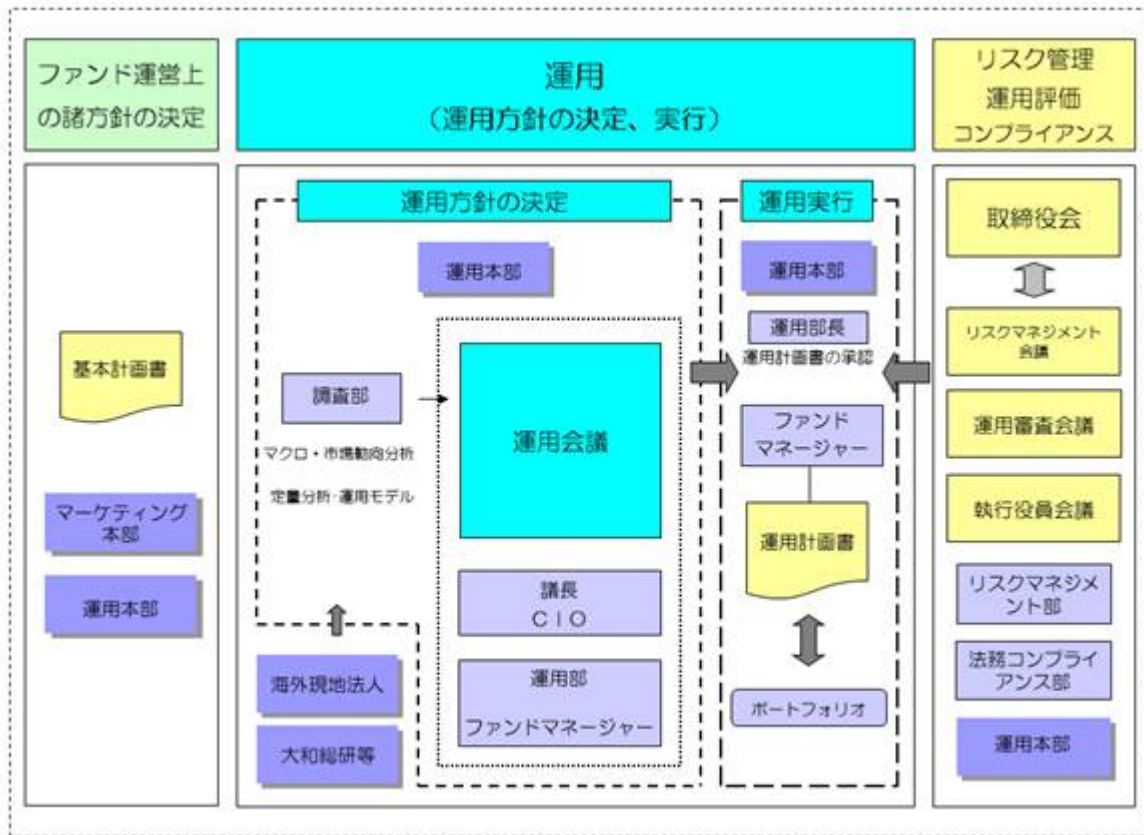 ファンド運営上
の諸方針の決定
運用
（運用方針の決定、実行）
リスク管理
運用評価
コンプライアンス
基本計画書
マーケティング
本部
運用本部
運用方針の決定
運用本部
調査部
マクロ・市場動向分析
定量分析･運用モデル
運用会議
議長
ＣＩＯ
運用部
ファンドマネージャー
海外現地法人
大和総研等
運用実行
運用本部
運用部長
運用計画書の承認
ファンド
マネージャー
運用計画書
ポートフォリオ
取締役会
リスクマネジメント
会議
運用審査会議
執行役員会議
リスクマネジメ
ント部
法務コンプライ
アンス部
運用本部